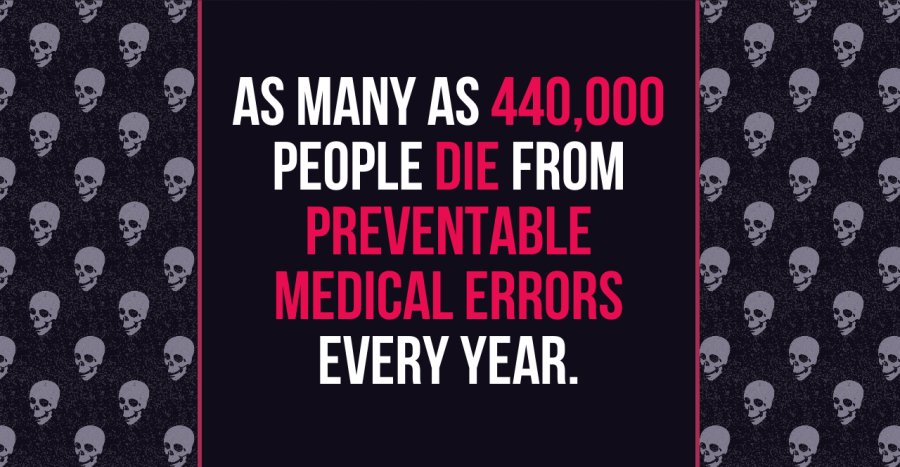 AS MANY AS 440,000
PEOPLE DIE FROM
PREVENTABLE
MEDICAL ERRORS
EVERY YEAR.